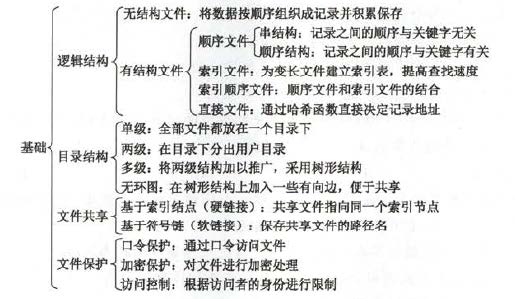 基础
逻辑结构
无结构文件：将数据按顺序组织成记录并积累保存
有结构文件
顺序文件
串结构：记录之间的顺序与关键字无关
顺序结构：记录之间的顺序与关键字有关
索引文件：为变长文件建立索引表，提高查找速度
索引顺序文件：顺序文件和索引文件的结合
直接文件：通过哈希函数直接决定记录地址
目录结构
单级：全部文件都放在一个目录下
两级：在目录下分出用户目录
多级：将两级结构加以推广，采用树形结构
无环图：在树形结构上加入一些有向边，便于共享
文件共享
基于索引结点（硬链接）：共享文件指向同一个索引节点
基于符号链（软链接）：保存共享文件的路径名
文件保护
口令保护：通过口令访问文件
加密保护：对文件进行加密处理
访问控制：根据访问者的身份进行限制